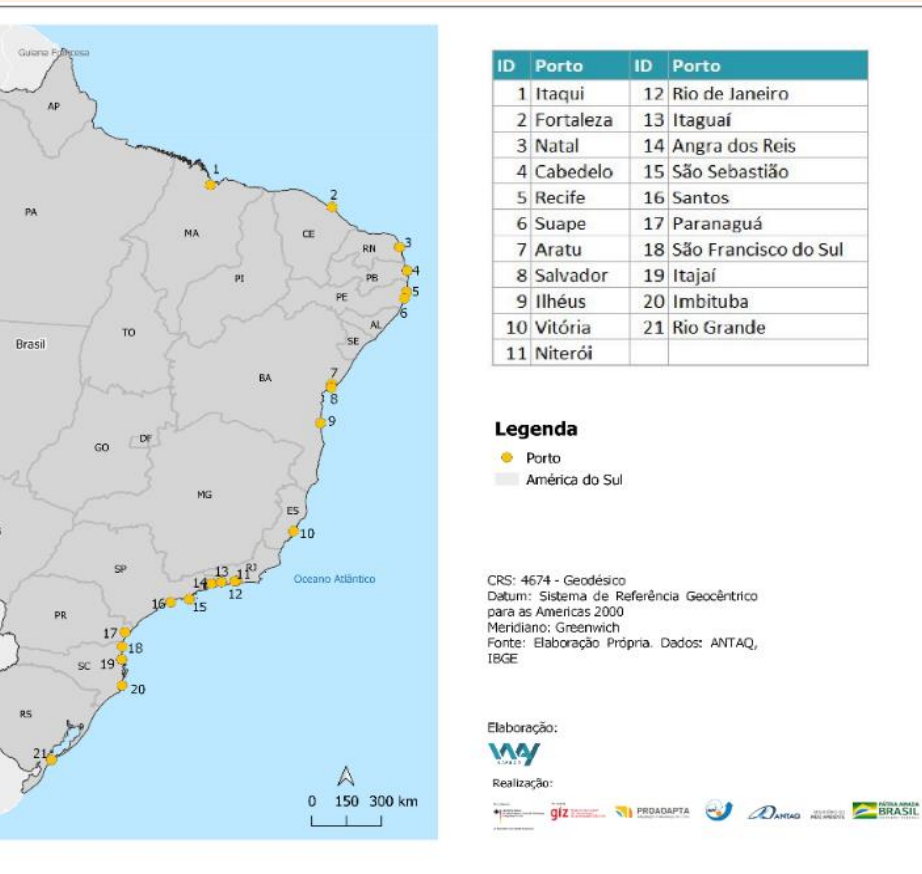 Guiana Francesa
AP
PA
MA
CE
RN
PB
PE
AL
SE
PI
TO
Brasil
BA
GO
DF
MG
ES
SP
RJ
PR
SC
RS
1
2
3
4
5
6
7
8
9
10
11
12
13
14
15
16
17
18
19
20
21
Oceano Atlântico
0 150 300 km
ID Porto ID Porto
1 Itaqui 12 Rio de Janeiro
2 Fortaleza 13 Itaguaí
3 Natal 14 Angra dos Reis
4 Cabedelo 15 São Sebastião
5 Recife 16 Santos
6 Suape 17 Paranaguá
7 Aratu 18 São Francisco do Sul
8 Salvador 19 Itajaí
9 Ilhéus 20 Imbituba
10 Vitória 21 Rio Grande
11 Niterói
Legenda
Porto
América do Sul
CRS: 4674 - Geodésico
Datum: Sistema de Referência Geocêntrico
para as Americas 2000
Meridiano: Greenwich
Fonte: Elaboração Própria. Dados: ANTAQ,
IBGE
Elaboração:
WAY
CARBON
Realização:
giz
PROADAPTA
ANTAQ
MINISTÉRIO DO
MEIO AMBIENTE
PÁTRIA AMADA
BRASIL